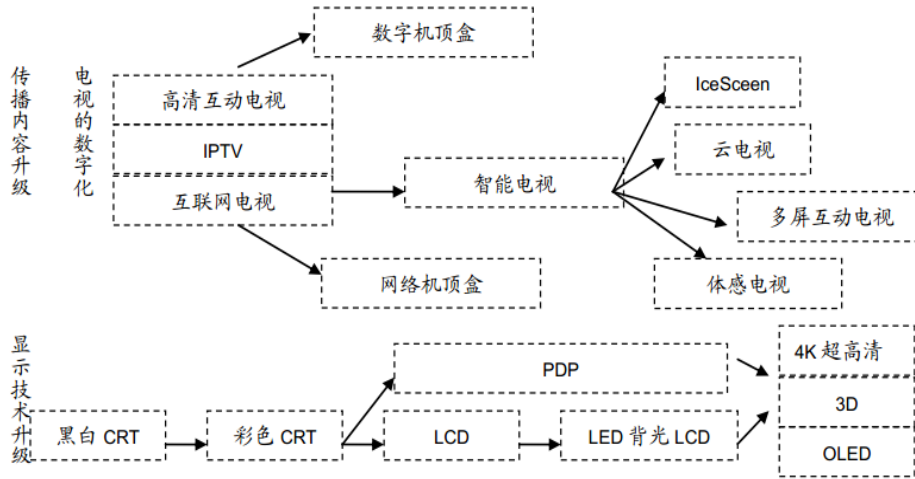 数字机顶盒
传播内容升级
电视的数字化
高清互动电视
IPTV
互联网电视
智能电视
IceSceen
云电视
多屏互动电视
体感电视
网络机顶盒
显示技术升级
黑白 CRT
彩色 CRT
PDP
LCD
LED 背光 LCD
4K 超高清
3D
OLED